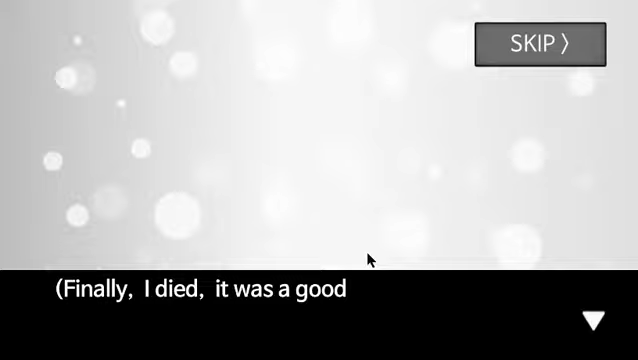 SKIP 〉
(Finally, I died, it was a good